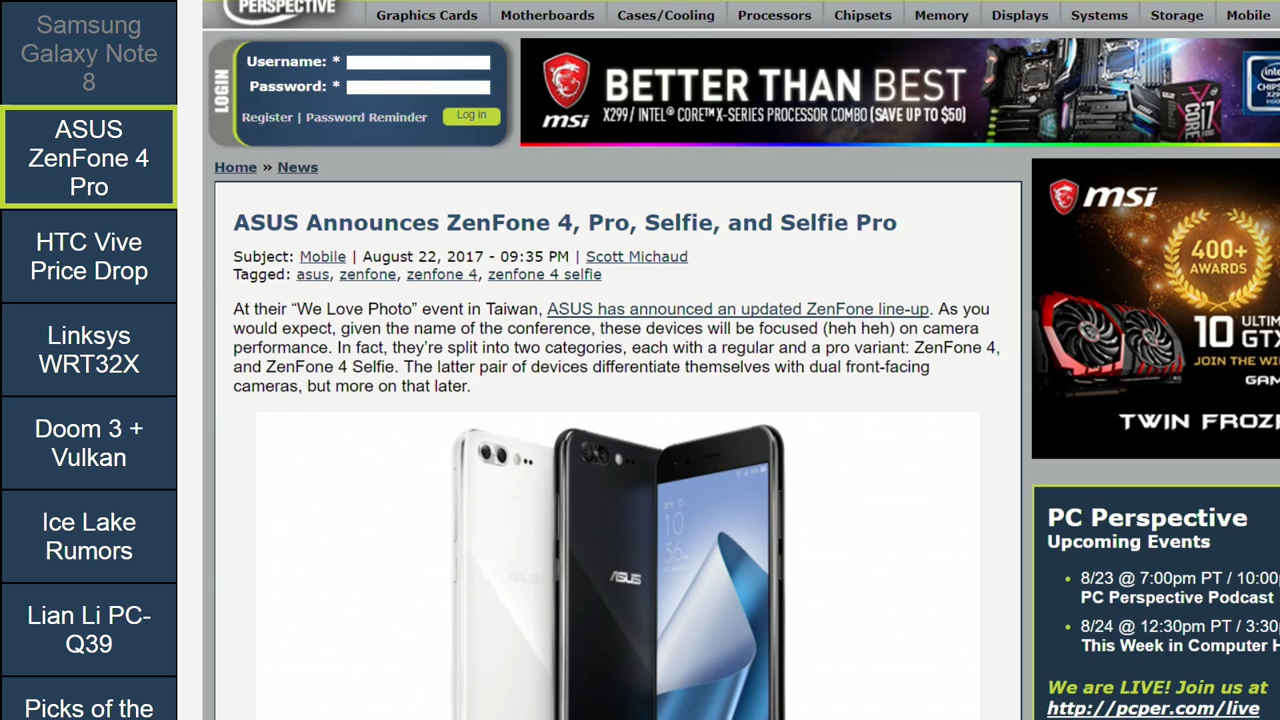 Samsung
Galaxy Note
8
ASUS
ZenFone 4
Pro
HTC Vive
Price Drop
Linksys
WRT32X
Doom 3 +
Vulkan
Ice Lake
Rumors
Lian Li PC-
Q39
Picks of the
PERSPECTIVE
Graphics Cards
Motherboards
Cases/Cooling
Processors
Chipsets
Memory
Displays
Systems
Storage
Mobile
LOGIN
Username: *
Password: *
Register | Password Reminder
Log in
msi
BETTER THAN BEST
X299/ INTEL® CORE™ X-SERIES PROCESSOR COMBO (SAVE UP TO $50)
Home » News
ASUS Announces ZenFone 4, Pro, Selfie, and Selfie Pro
Subject: Mobile | August 22, 2017 - 09:35 PM | Scott Michaud
Tagged: asus, zenfone, zenfone 4, zenfone 4 selfie
At their “We Love Photo” event in Taiwan, ASUS has announced an updated ZenFone line-up. As you
would expect, given the name of the conference, these devices will be focused (heh heh) on camera
performance. In fact, they’re split into two categories, each with a regular and a pro variant: ZenFone 4,
and ZenFone 4 Selfie. The latter pair of devices differentiate themselves with dual front-facing
cameras, but more on that later.
ASUS
10
36
msi
400+
AWARDS
10 ULTIM
GTX
JOIN THE WI
GAM
TWIN FROZ
PC Perspective
Upcoming Events
8/23 @ 7:00pm PT / 10:00
PC Perspective Podcast
8/24 @ 12:30pm PT / 3:30
This Week in Computer H
We are LIVE! Join us at
http://pcper.com/live